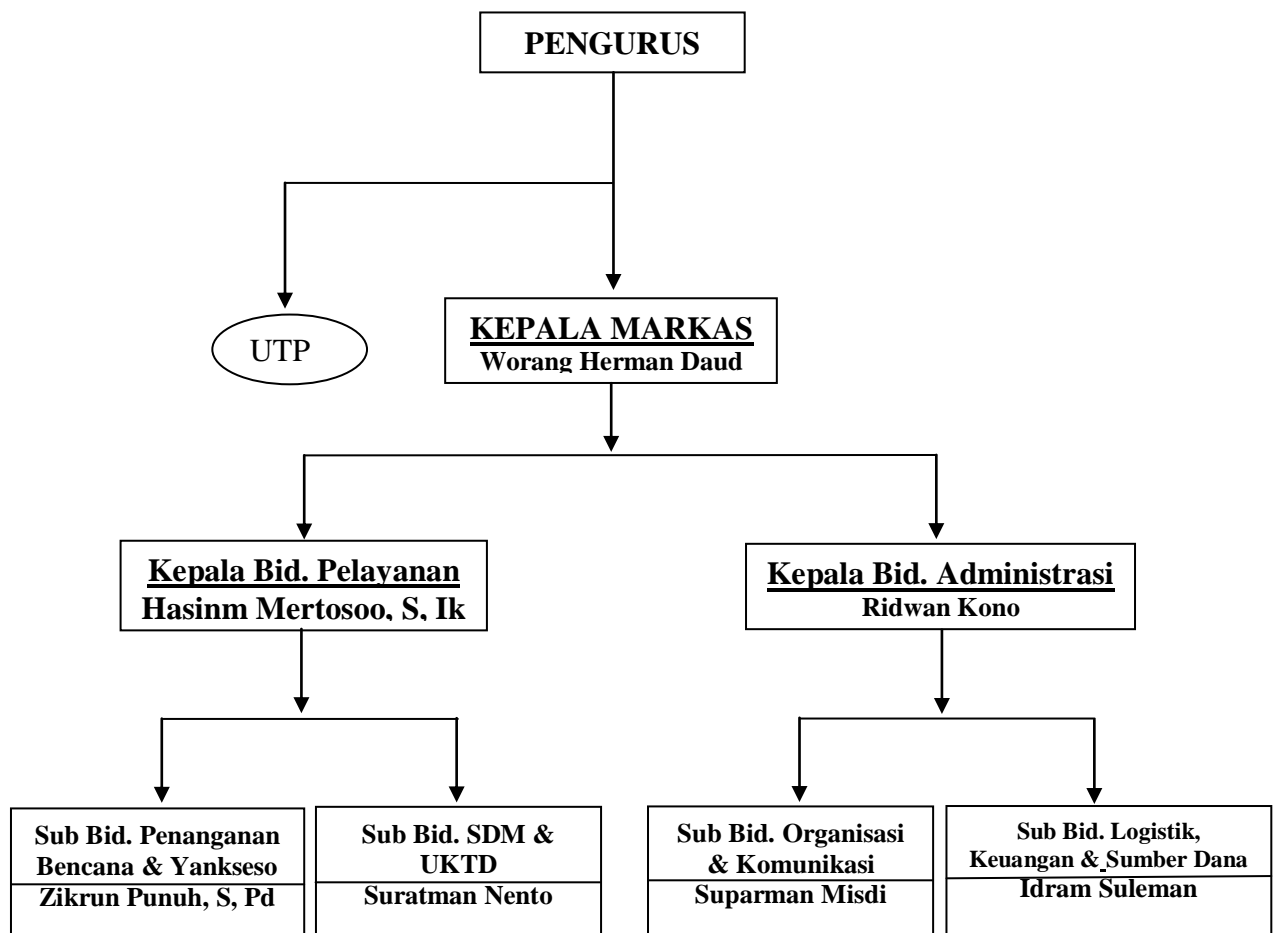 PENGURUS
UTP
KEPALA MARKAS
Worang Herman Daud
Kepala Bid. Pelayanan
Hasinm Mertosoo, S, Ik
Kepala Bid. Administrasi
Ridwan Kono
Sub Bid. Penanganan
Bencana & Yankseso
Zikrun Punuh, S, Pd
Sub Bid. SDM &
UKTD
Suratman Nento
Sub Bid. Organisasi
& Komunikasi
Suparman Misdi
Sub Bid. Logistik,
Keuangan & Sumber Dana
Idram Suleman